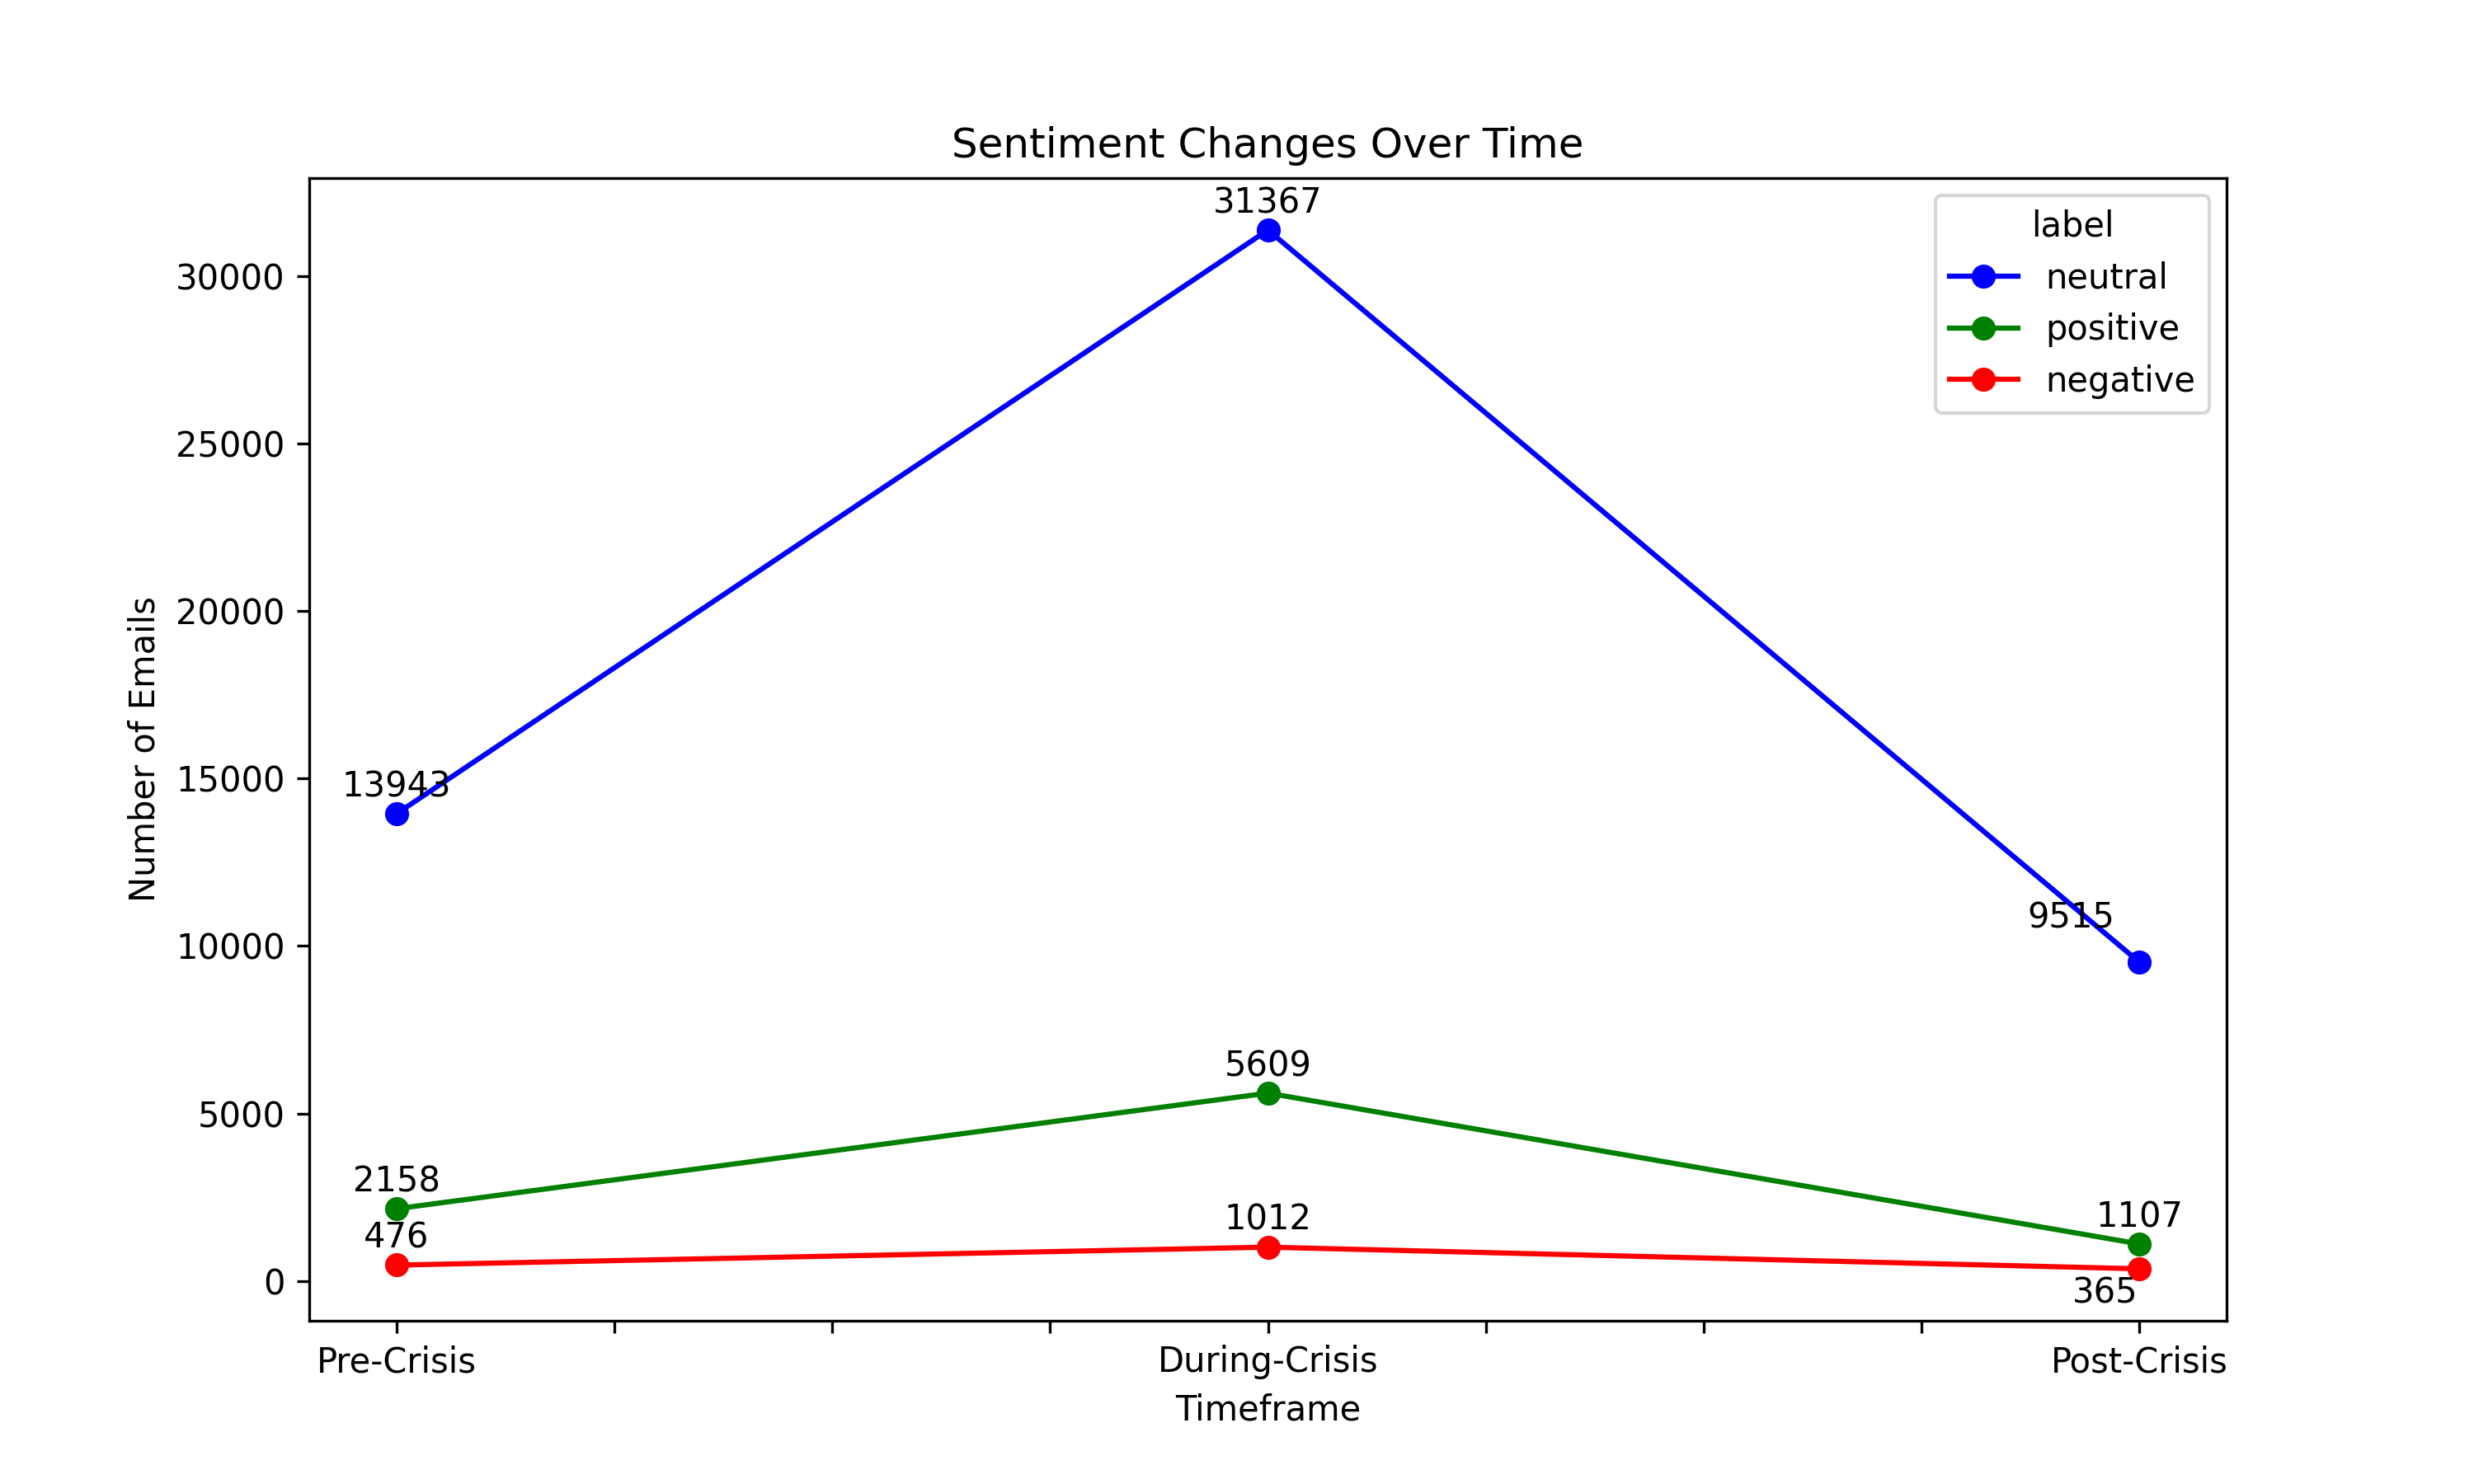 Sentiment Changes Over Time
31367
label
neutral
positive
negative
30000
25000
20000
15000
10000
5000
0
Number of Emails
13943
9515
5609
2158
1107
1012
476
365
Pre-Crisis
During-Crisis
Post-Crisis
Timeframe